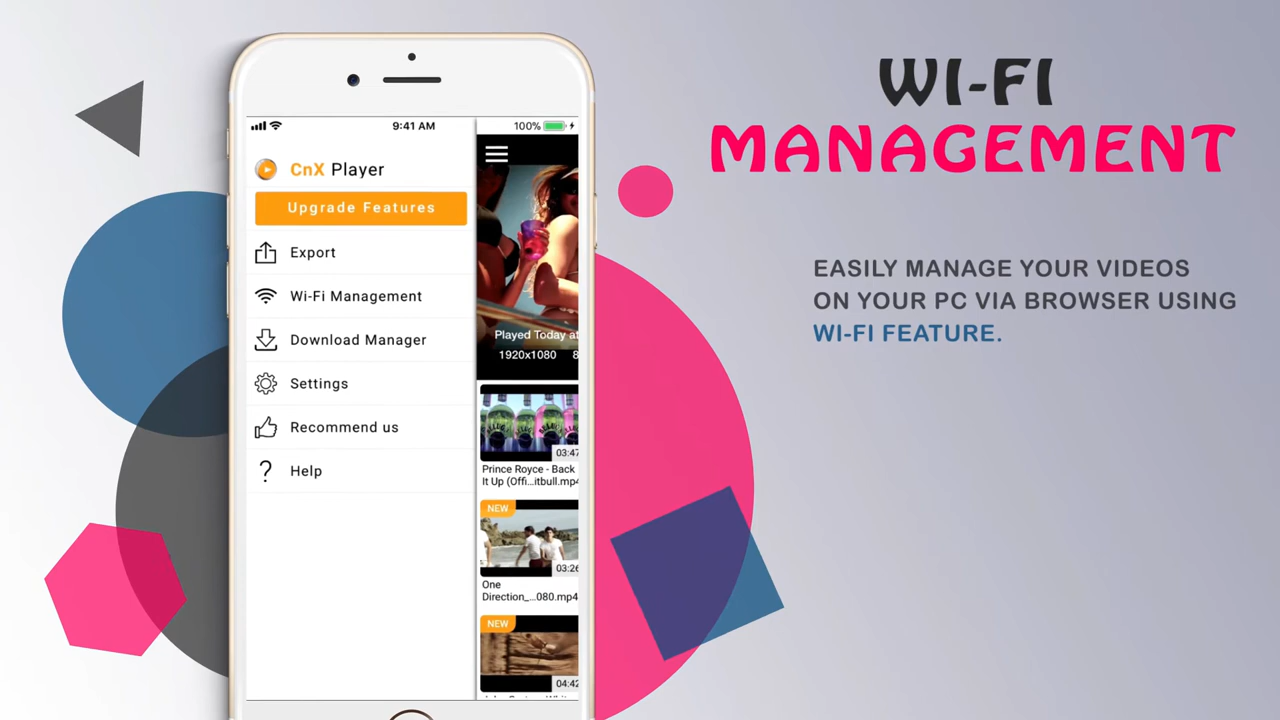 WI-FI
MANAGEMENT
EASILY MANAGE YOUR VIDEOS
ON YOUR PC VIA BROWSER USING
WI-FI FEATURE.
9:41 AM
100%
CnX Player
Upgrade Features
Export
Wi-Fi Management
Download Manager
Settings
Recommend us
Help
Played Today at
1920x1080 8
03:47
Prince Royce - Back
It Up (Offi...itbull.mp4
NEW
03:26
One
Direction_...080.mp4
NEW
04:42